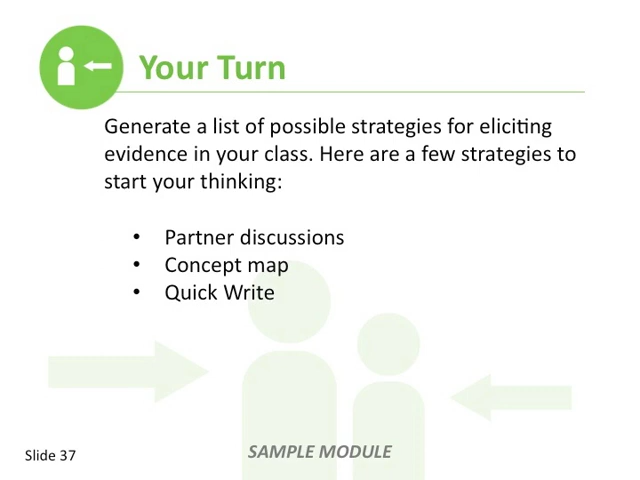 Your Turn
Generate a list of possible strategies for eliciting
evidence in your class. Here are a few strategies to
start your thinking:
• Partner discussions
• Concept map
• Quick Write
Slide 37
SAMPLE MODULE